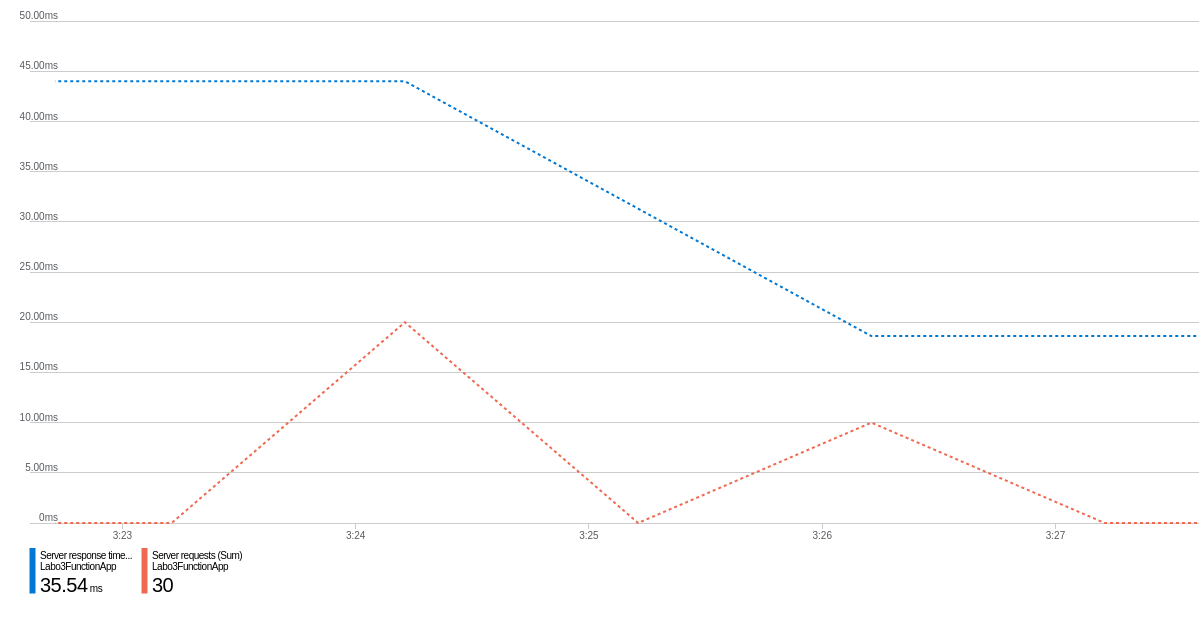 50.00ms
45.00ms
40.00ms
35.00ms
30.00ms
25.00ms
20.00ms
15.00ms
10.00ms
5.00ms
0ms
3:23 3:24 3:25 3:26 3:27
Server response time... Server requests (Sum)
Labo3FunctionApp Labo3FunctionApp
35.54 ms 30